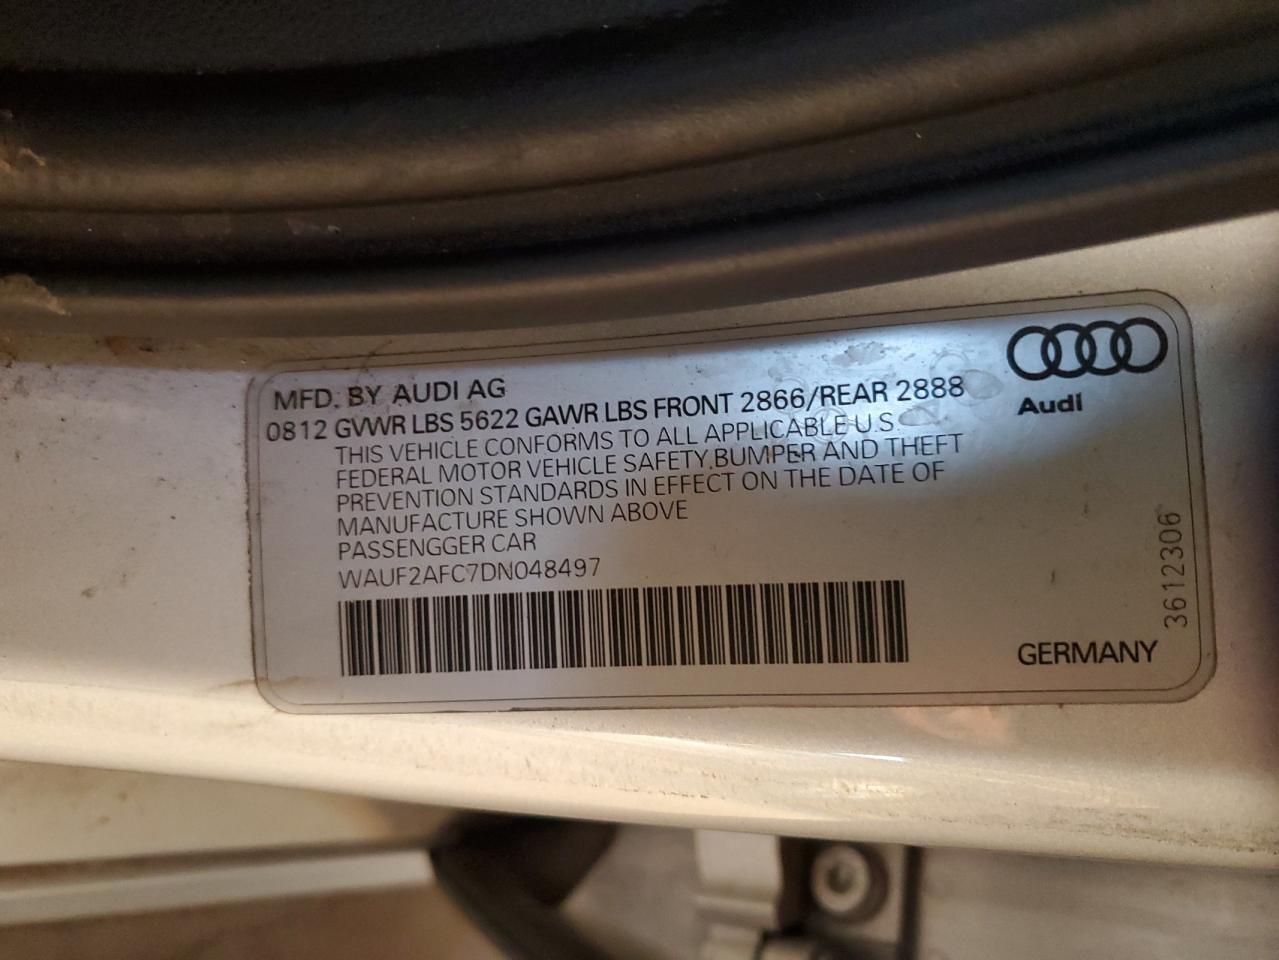 MFD. BY AUDI AG
0812 GVWR LBS 5622 GAWR LBS FRONT 2866/REAR 2888
THIS VEHICLE CONFORMS TO ALL APPLICABLE U.S.
FEDERAL MOTOR VEHICLE SAFETY, BUMPER AND THEFT
PREVENTION STANDARDS IN EFFECT ON THE DATE OF
MANUFACTURE SHOWN ABOVE
PASSENGGER CAR
WAUF2AFC7DN048497
Audi
3612306
GERMANY